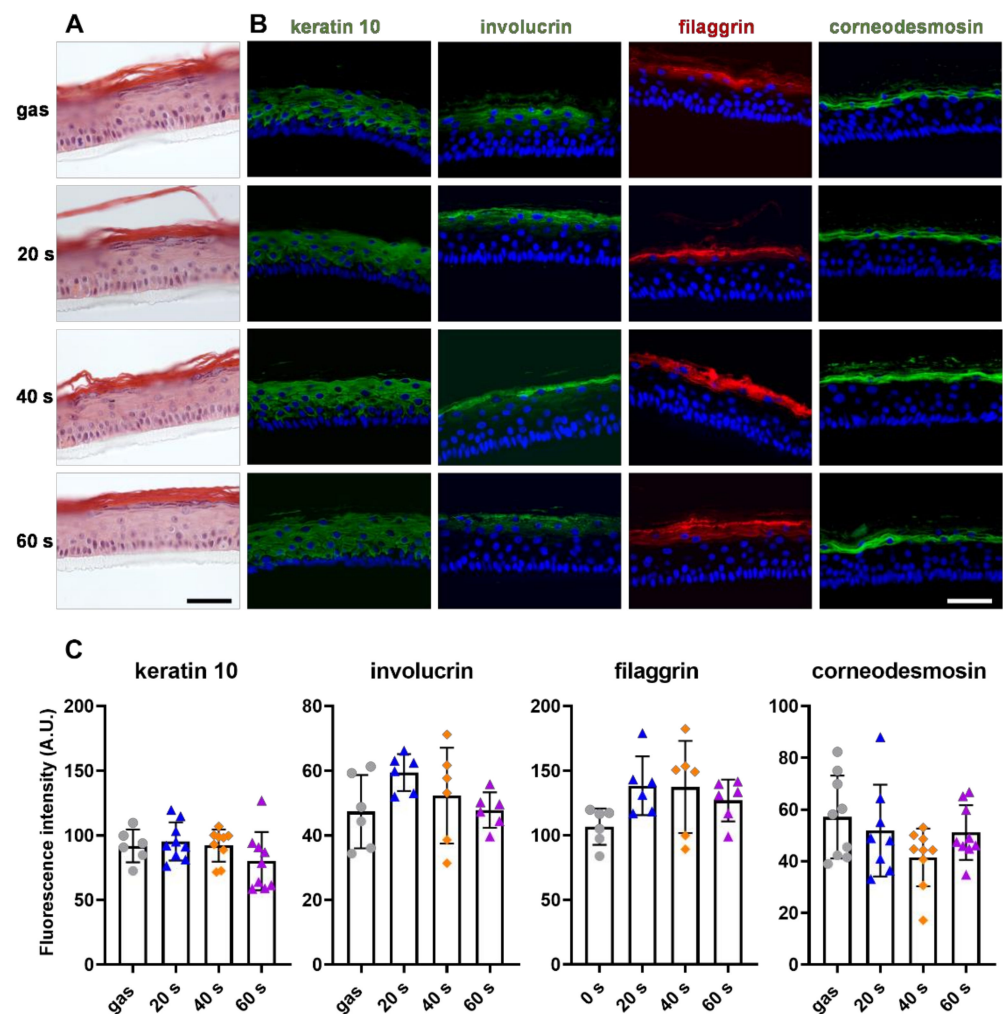 A
B
keratin 10
involucrin
filaggrin
corneodesmosin
gas
20 s
40 s
60 s
C
keratin 10
involucrin
filaggrin
corneodesmosin
Fluorescence intensity (A.U.)
200
150
100
50
0
gas
20 s
40 s
60 s
80
60
40
20
0
gas
20 s
40 s
60 s
200
150
100
50
0
0 s
20 s
40 s
60 s
100
80
60
40
20
0
gas
20 s
40 s
60 s